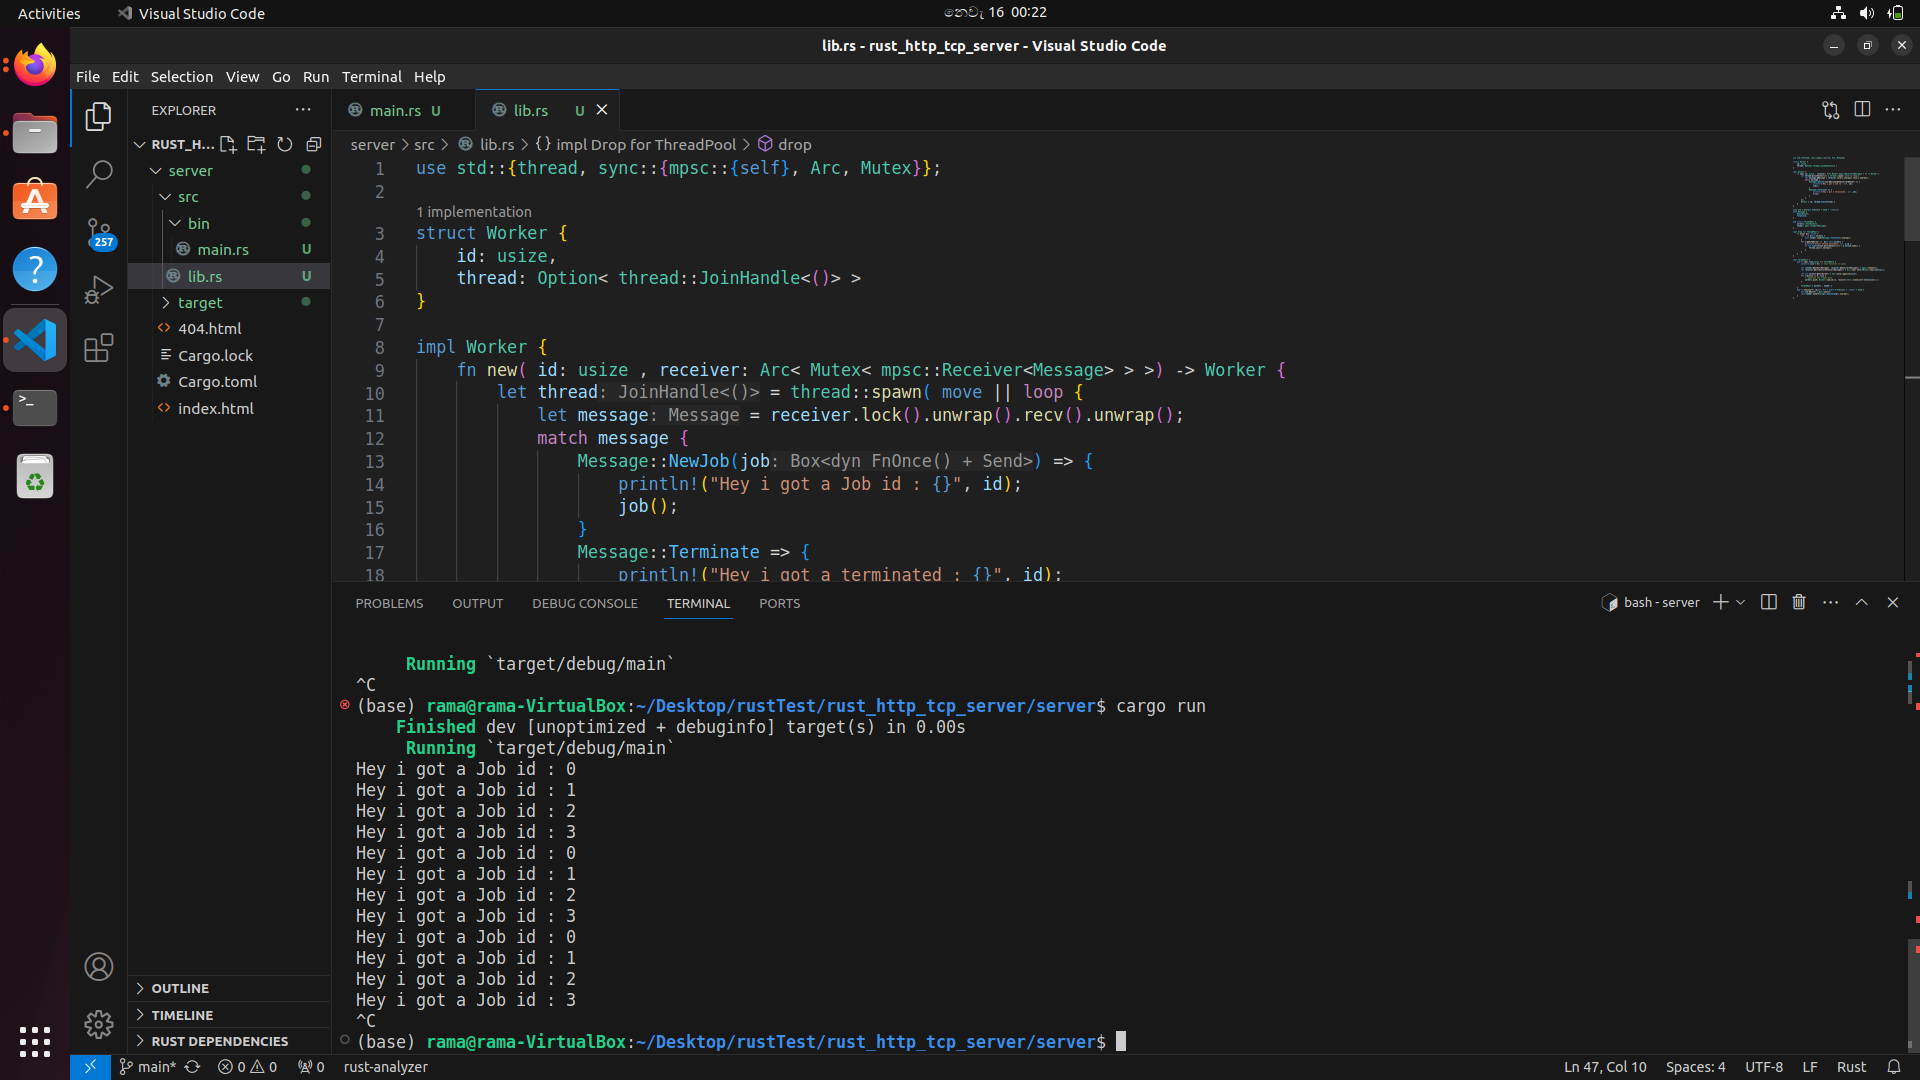 Activities
Visual Studio Code
නොවැ 16 00:22
lib.rs - rust_http_tcp_server - Visual Studio Code
File Edit Selection View Go Run Terminal Help
EXPLORER
RUST_H...
server
src
bin
main.rs U
lib.rs U
target
404.html
Cargo.lock
Cargo.toml
index.html
257
OUTLINE
TIMELINE
RUST DEPENDENCIES
main.rs U
lib.rs U
server > src > lib.rs > {} impl Drop for ThreadPool > drop
1 use std::{thread, sync::{mpsc::{self}, Arc, Mutex}};
2
1 implementation
3 struct Worker {
4 id: usize,
5 thread: Option< thread::JoinHandle<()> >
6 }
7
8 impl Worker {
9 fn new( id: usize , receiver: Arc< Mutex< mpsc::Receiver<Message> > >) -> Worker {
10 let thread: JoinHandle<()> = thread::spawn( move || loop {
11 let message: Message = receiver.lock().unwrap().recv().unwrap();
12 match message {
13 Message::NewJob(job: Box<dyn FnOnce() + Send>) => {
14 println!("Hey i got a Job id : {}", id);
15 job();
16 }
17 Message::Terminate => {
18 println!("Hey i got a terminated : {}", id);
PROBLEMS OUTPUT DEBUG CONSOLE TERMINAL PORTS
bash - server
Running `target/debug/main`
^C
(base) rama@rama-VirtualBox:~/Desktop/rustTest/rust_http_tcp_server/server$ cargo run
Finished dev [unoptimized + debuginfo] target(s) in 0.00s
Running `target/debug/main`
Hey i got a Job id : 0
Hey i got a Job id : 1
Hey i got a Job id : 2
Hey i got a Job id : 3
Hey i got a Job id : 0
Hey i got a Job id : 1
Hey i got a Job id : 2
Hey i got a Job id : 3
Hey i got a Job id : 0
Hey i got a Job id : 1
Hey i got a Job id : 2
Hey i got a Job id : 3
^C
(base) rama@rama-VirtualBox:~/Desktop/rustTest/rust_http_tcp_server/server$
main* 0 0 0 rust-analyzer
Ln 47, Col 10 Spaces: 4 UTF-8 LF Rust